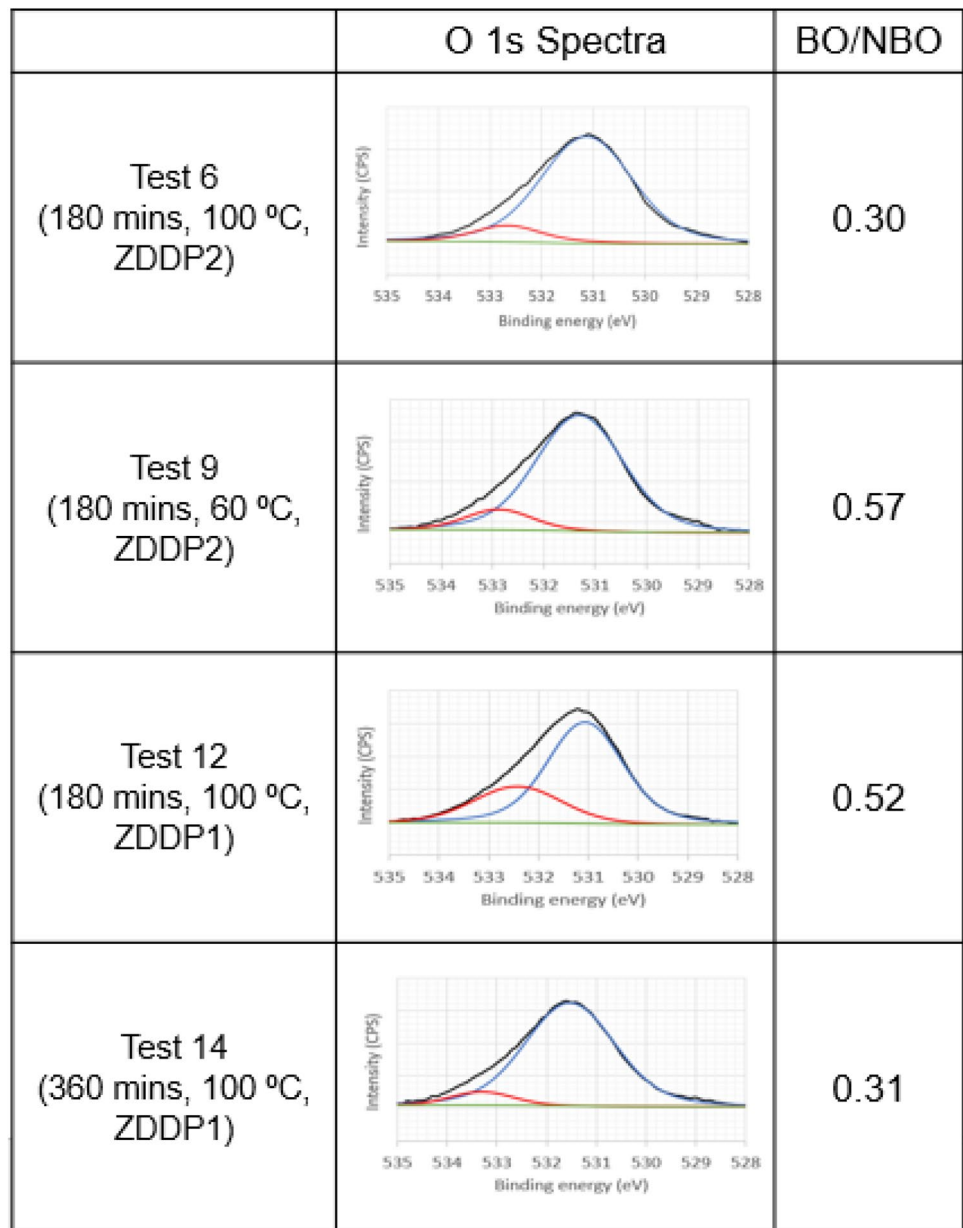 O 1s Spectra
BO/NBO
Test 6
(180 mins, 100 ºC,
ZDDP2)
Intensity (CPS)
535 534 533 532 531 530 529 528
Binding energy (eV)
0.30
Test 9
(180 mins, 60 ºC,
ZDDP2)
Intensity (CPS)
535 534 533 532 531 530 529 528
Binding energy (eV)
0.57
Test 12
(180 mins, 100 ºC,
ZDDP1)
Intensity (CPS)
535 534 533 532 531 530 529 528
Binding energy (eV)
0.52
Test 14
(360 mins, 100 ºC,
ZDDP1)
Intensity (CPS)
535 534 533 532 531 530 529 528
Binding energy (eV)
0.31